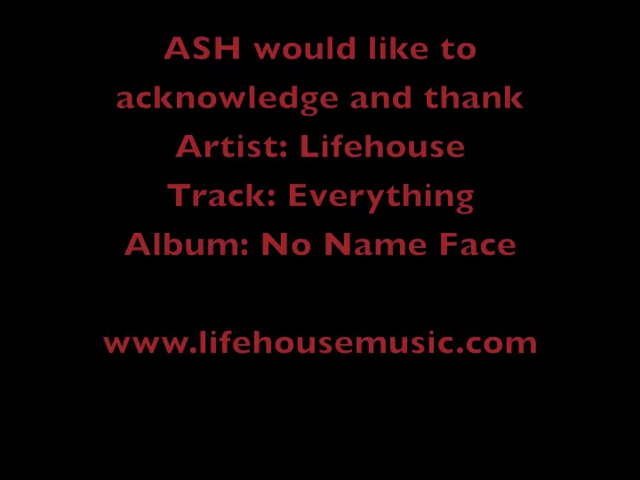 ASH would like to
acknowledge and thank
Artist: Lifehouse
Track: Everything
Album: No Name Face
www.lifehousemusic.com